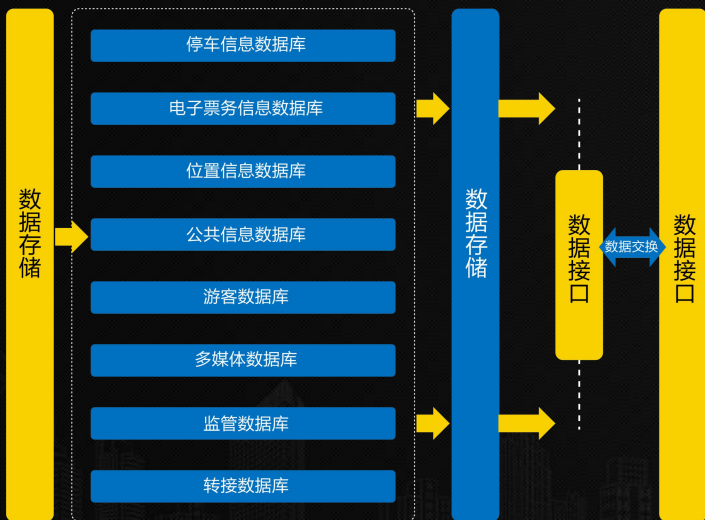 数据存储
停车信息数据库
电子票务信息数据库
位置信息数据库
公共信息数据库
游客数据库
多媒体数据库
监管数据库
转接数据库
数据存储
数据接口
数据交换
数据接口